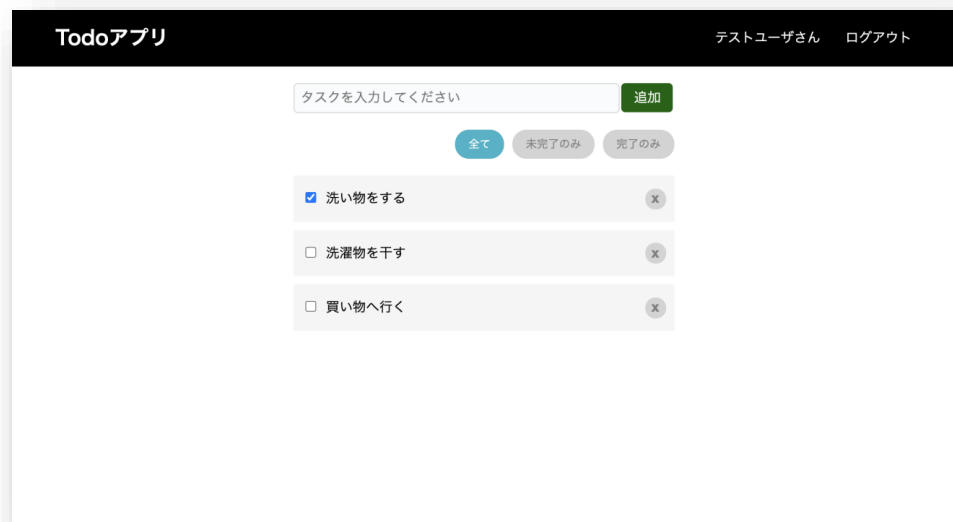 Todoアプリ テストユーザさん ログアウト
タスクを入力してください 追加
全て 未完了のみ 完了のみ
洗い物をする x
洗濯物を干す x
買い物へ行く x